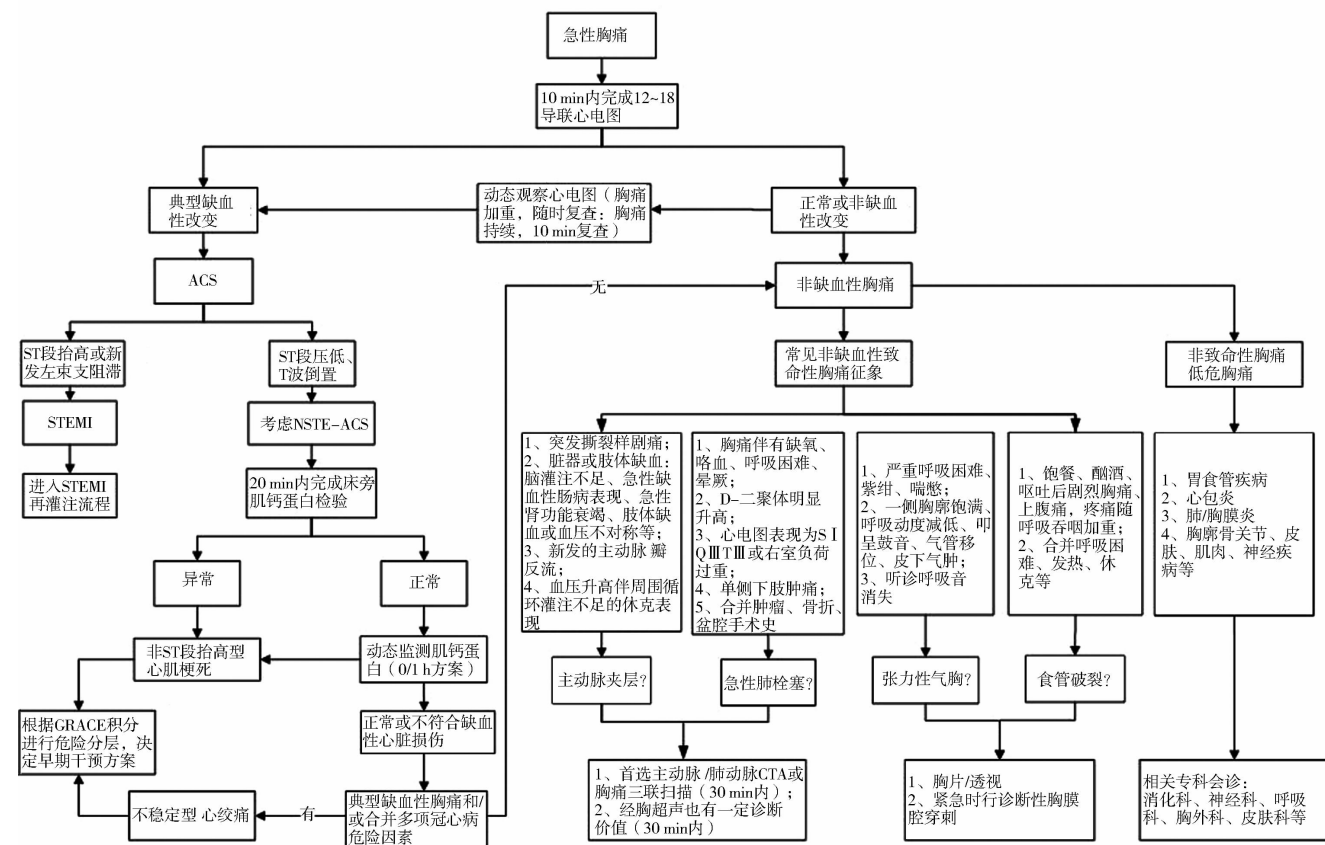 急性胸痛
10 min内完成12~18
导联心电图
典型缺血
性改变
动态观察心电图（胸痛
加重，随时复查：胸痛
持续，10 min复查）
正常或非缺血
性改变
ACS
无
非缺血性胸痛
ST段抬高或新
发左束支阻滞
ST段压低、
T波倒置
常见非缺血性致
命性胸痛征象
非致命性胸痛
低危胸痛
STEMI
考虑NSTE-ACS
进入STEMI
再灌注流程
20 min内完成床旁
肌钙蛋白检验
1、突发撕裂样剧痛；
2、脏器或肢体缺血：
脑灌注不足、急性缺
血性肠病表现、急性
肾功能衰竭、肢体缺
血或血压不对称等；
3、新发的主动脉 瓣
反流；
4、血压升高伴周围循
环灌注不足的休克表
现
1、胸痛伴有缺氧、
咯血、呼吸困难、
晕厥；
2、D-二聚体明显
升高；
3、心电图表现为SⅠ
QⅢTⅢ或右室负荷
过重；
4、单侧下肢肿痛；
5、合并肿瘤、骨折、
盆腔手术史
1、严重呼吸困难、
紫绀、喘憋；
2、一侧胸廓饱满、
呼吸动度减低、叩
呈鼓音、气管移
位、皮下气肿；
3、听诊呼吸音
消失
1、饱餐、酗酒、
呕吐后剧烈胸痛、
上腹痛，疼痛随
呼吸吞咽加重；
2、合并呼吸困
难、发热、休
克等
1、胃食管疾病
2、心包炎
3、肺/胸膜炎
4、胸廓骨关节、皮
肤、肌肉、神经疾
病等
异常
正常
非ST段抬高型
心肌梗死
动态监测肌钙蛋
白（0/1 h方案）
主动脉夹层?
急性肺栓塞?
张力性气胸?
食管破裂?
根据GRACE积分
进行危险分层，决
定早期干预方案
正常或不符合缺血
性心脏损伤
不稳定型 心绞痛
有
典型缺血性胸痛和/
或合并多项冠心病
危险因素
1、首选主动脉/肺动脉CTA或
胸痛三联扫描（30 min内）；
2、经胸超声也有一定诊断
价值（30 min内）
1、胸片/透视
2、紧急时行诊断性胸膜
腔穿刺
相关专科会诊：
消化科、神经科、呼吸
科、胸外科、皮肤科等